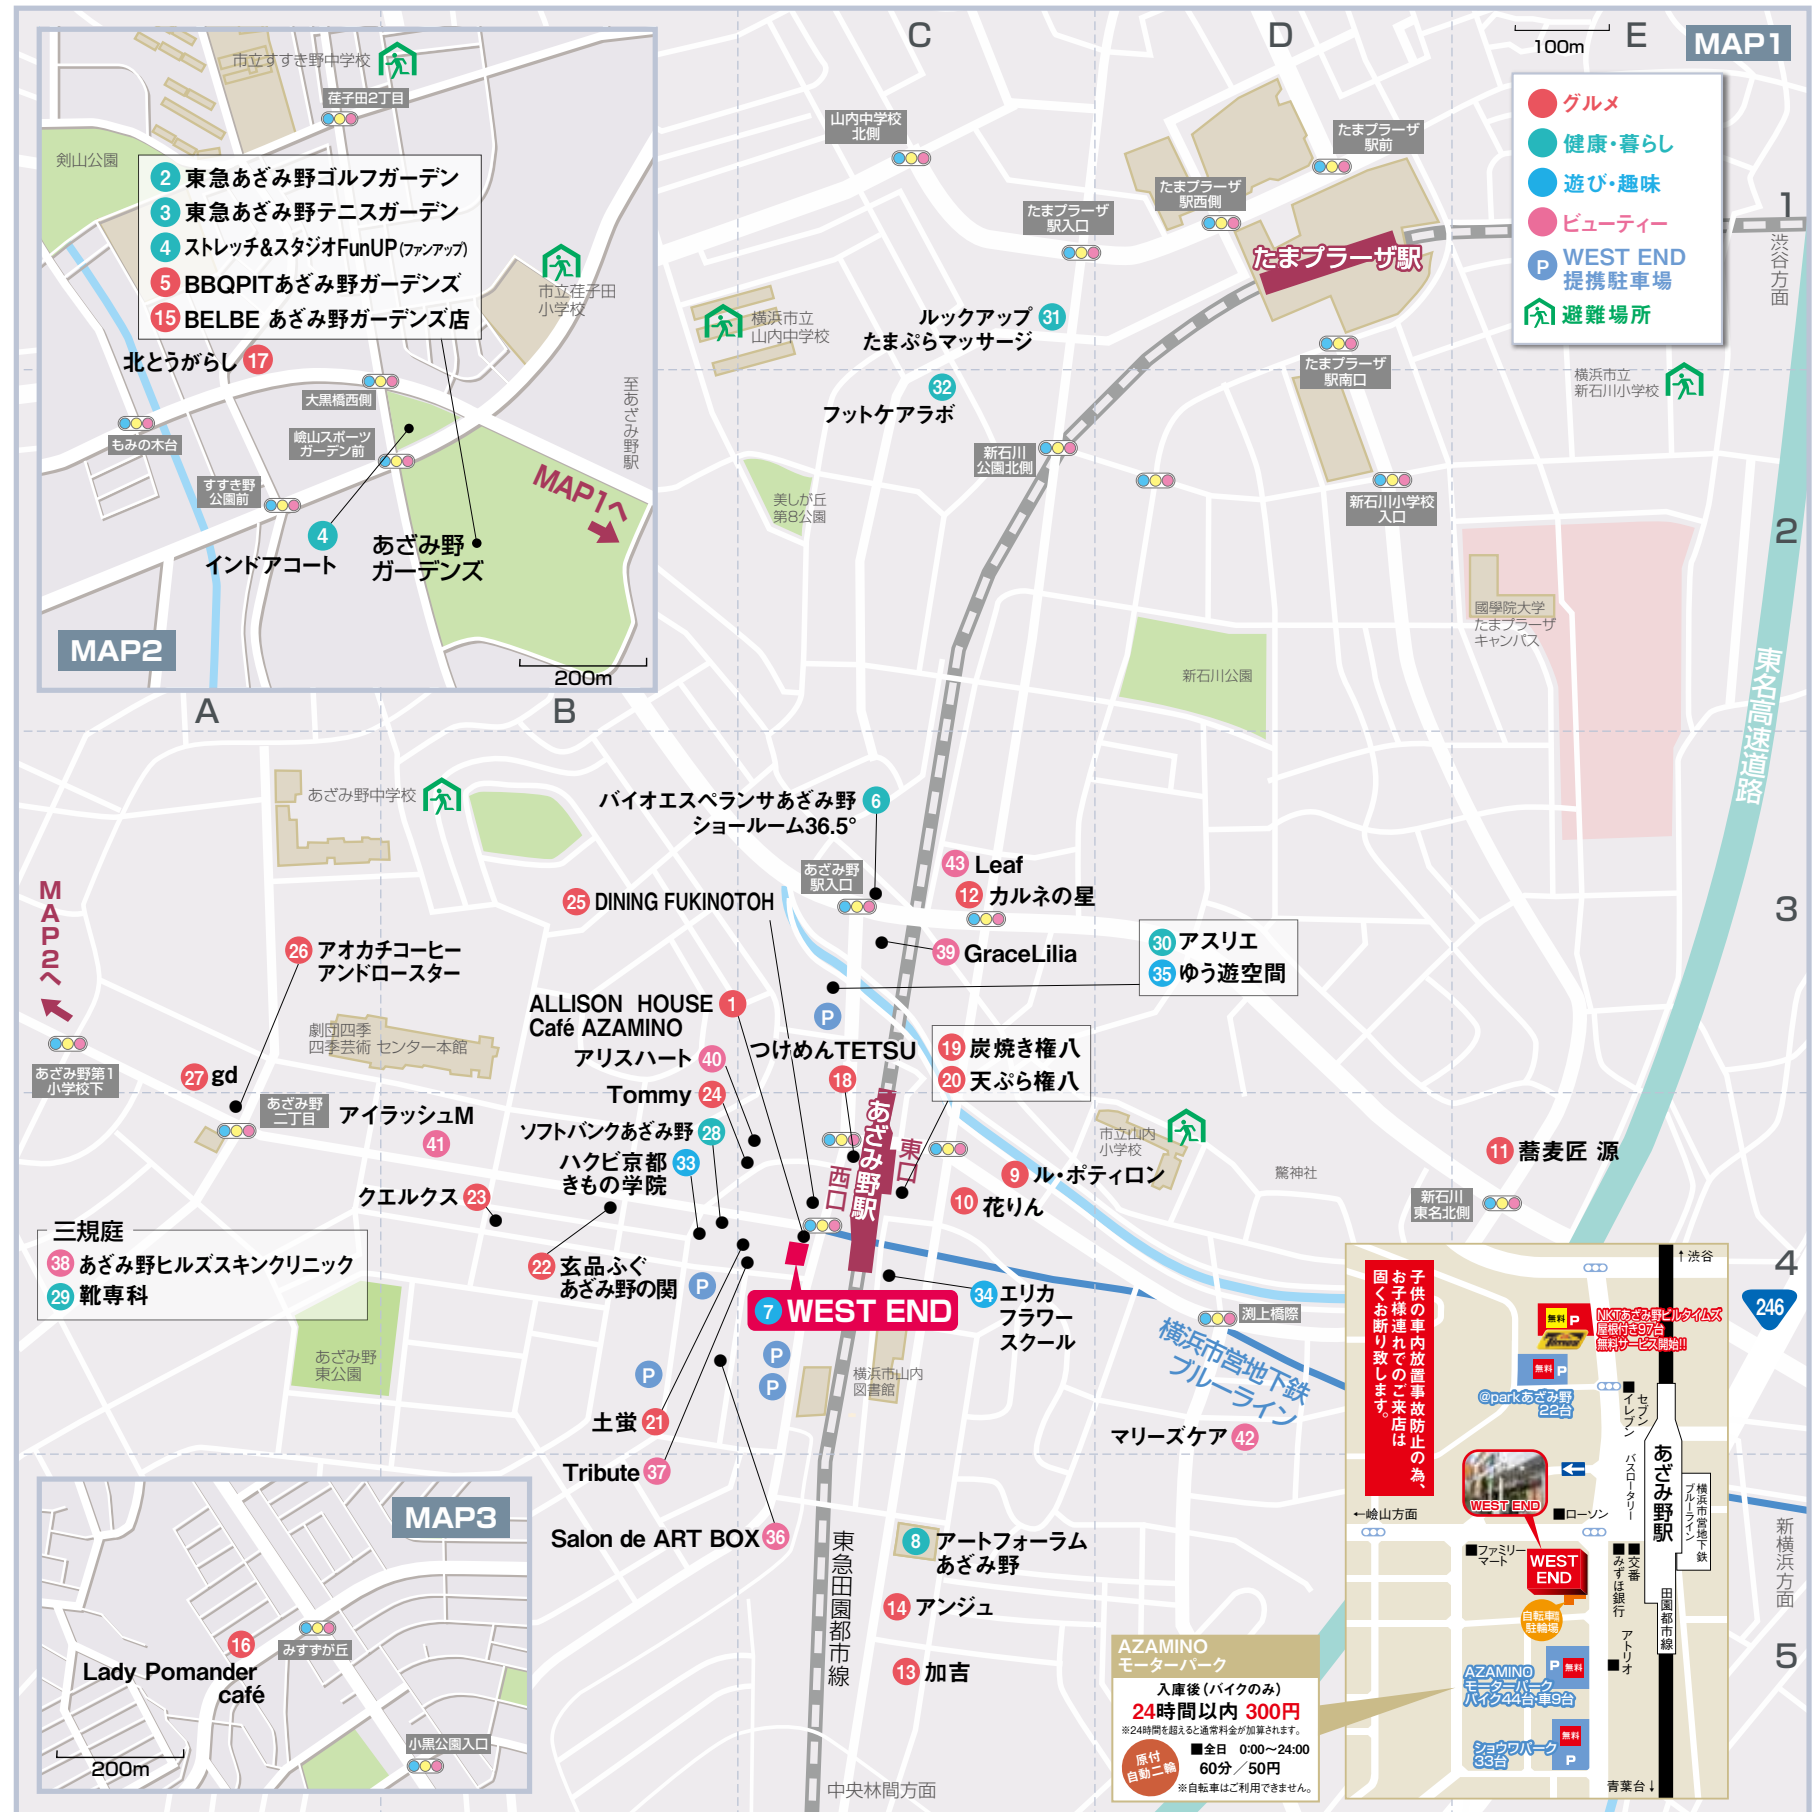 C
D
E
MAP1
100m
グルメ
健康・暮らし
遊び・趣味
ビューティー
P
WEST END
提携駐車場
避難場所
1
渋谷方面
2
3
4
5
A
B
市立すすき野中学校
荏子田2丁目
剣山公園
2 東急あざみ野ゴルフガーデン
3 東急あざみ野テニスガーデン
4 ストレッチ&スタジオFunUP(ファンアップ)
5 BBQPITあざみ野ガーデンズ
15 BELBE あざみ野ガーデンズ店
市立荏子田
小学校
北とうがらし 17
大黒橋西側
もみの木台
嶮山スポーツ
ガーデン前
すすき野
公園前
至あざみ野駅
MAP1へ
4
インドアコート
あざみ野
ガーデンズ
MAP2
200m
山内中学校
北側
たまプラーザ
駅前
たまプラーザ
駅西側
たまプラーザ
駅入口
たまプラーザ駅
横浜市立
山内中学校
ルックアップ 31
たまぷらマッサージ
32
フットケアラボ
たまプラーザ
駅南口
横浜市立
新石川小学校
新石川
公園北側
美しが丘
第8公園
新石川小学校
入口
國學院大学
たまプラーザ
キャンパス
新石川公園
東名高速道路
あざみ野中学校
バイオエスペランサあざみ野 6
ショールーム36.5°
あざみ野
駅入口
43 Leaf
12 カルネの星
25 DINING FUKINOTOH
39 GraceLilia
30 アスリエ
35 ゆう遊空間
MAP2へ
26 アオカチコーヒー
アンドロースター
ALLISON HOUSE 1
Café AZAMINO
P
劇団四季
四季芸術 センター本館
アリスハート 40
つけめんTETSU
18
19 炭焼き権八
20 天ぷら権八
あざみ野第1
小学校下
27 gd
Tommy 24
あざみ野
二丁目
アイラッシュM
41
ソフトバンクあざみ野 28
ハクビ京都 33
きもの学院
あざみ野駅
東口
西口
市立山内
小学校
9 ル・ポティロン
10 花りん
驚神社
11 蕎麦匠 源
新石川
東名北側
クエルクス 23
三規庭
38 あざみ野ヒルズスキンクリニック
29 靴専科
22 玄品ふぐ
あざみ野の関
P
7 WEST END
34 エリカ
フラワー
スクール
渕上橋際
246
横浜市営地下鉄
ブルーライン
あざみ野
東公園
P
P
P
横浜市山内
図書館
土蛍 21
マリーズケア 42
Tribute 37
Salon de ART BOX 36
東急田園都市線
8 アートフォーラム
あざみ野
14 アンジュ
13 加吉
中央林間方面
新横浜方面
MAP3
みすずが丘
16
Lady Pomander
café
小黒公園入口
200m
AZAMINO
モーターパーク
入庫後(バイクのみ)
24時間以内 300円
※24時間を超えると通常料金が加算されます。
原付
自動二輪
■全日 0:00〜24:00
60分/50円
※自転車はご利用できません。
子供の車内放置事故防止の為、
お子様連れでのご来店は
固くお断り致します。
↑渋谷
無料 P
NKTあざみ野ビルタイムズ
屋根付き97台
無料サービス開始!!
無料 P
@parkあざみ野
22台
■セブン
イレブン
バスロータリー
あざみ野駅
横浜市営地下鉄
ブルーライン
WEST END
←嶮山方面
■ローソン
■ファミリー
マート
WEST
END
■交番
■みずほ銀行
駐輪場
田園都市線
■アトリオ
AZAMINO
モーターパーク
バイク44台・車9台
P 無料
ショウワパーク
33台
無料
P
青葉台↓